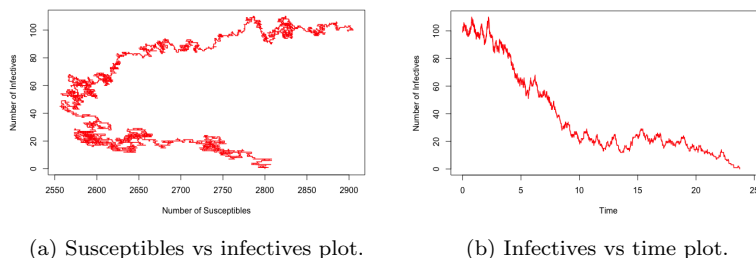 Number of Infectives
0 20 40 60 80 100
2550 2600 2650 2700 2750 2800 2850 2900
Number of Susceptibles
(a) Susceptibles vs infectives plot.
Number of Infectives
0 20 40 60 80 100
0 5 10 15 20 25
Time
(b) Infectives vs time plot.